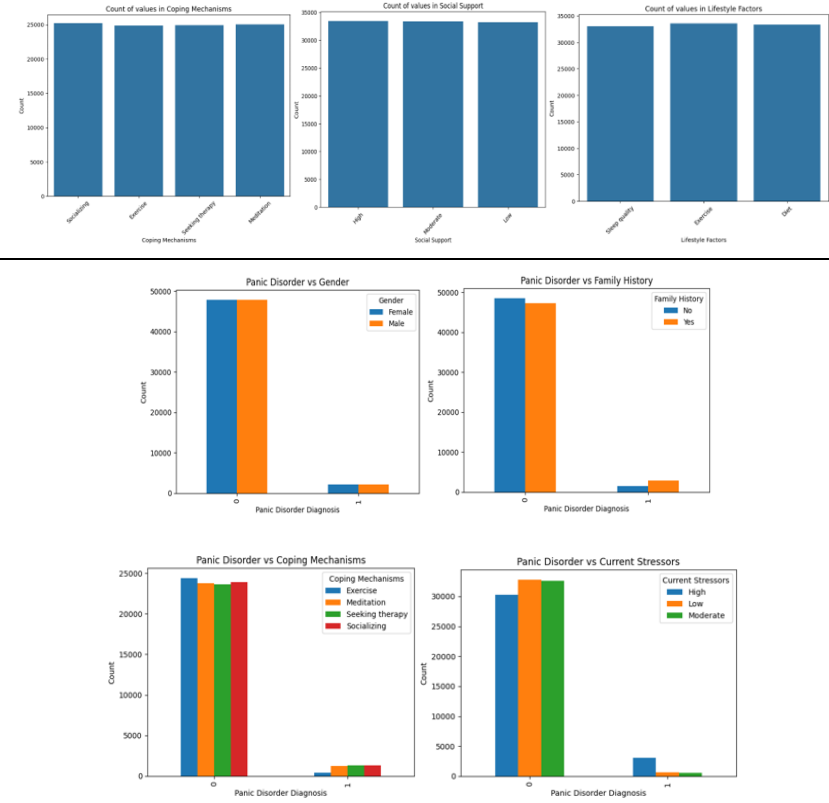 Count of values in Coping Mechanisms
25000
20000
15000
10000
5000
0
Count
Socializing
Exercise
Seeking therapy
Meditation
Coping Mechanisms
Count of values in Social Support
35000
30000
25000
20000
15000
10000
5000
0
Count
High
Moderate
Low
Social Support
Count of values in Lifestyle Factors
35000
30000
25000
20000
15000
10000
5000
0
Count
Sleep quality
Exercise
Diet
Lifestyle Factors
Panic Disorder vs Gender
50000
40000
30000
20000
10000
0
Count
Gender
Female
Male
0
1
Panic Disorder Diagnosis
Panic Disorder vs Family History
50000
40000
30000
20000
10000
0
Count
Family History
No
Yes
0
1
Panic Disorder Diagnosis
Panic Disorder vs Coping Mechanisms
25000
20000
15000
10000
5000
0
Count
Coping Mechanisms
Exercise
Meditation
Seeking therapy
Socializing
0
1
Panic Disorder Diagnosis
Panic Disorder vs Current Stressors
30000
25000
20000
15000
10000
5000
0
Count
Current Stressors
High
Low
Moderate
0
1
Panic Disorder Diagnosis